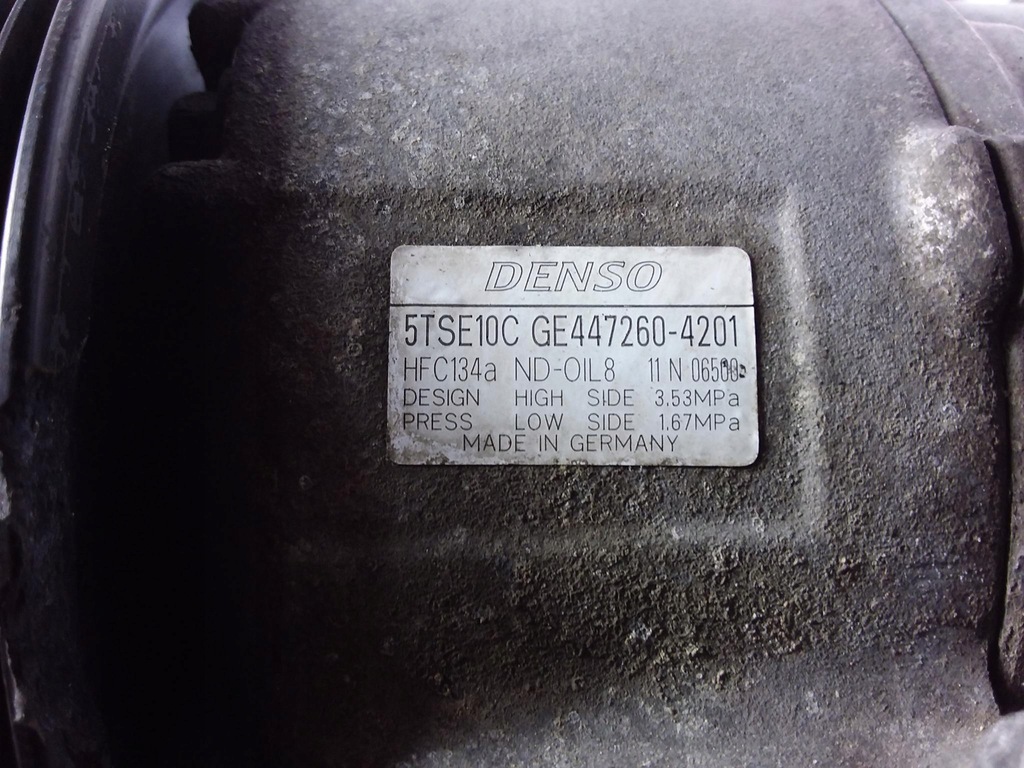 DENSO
5TSE10C GE447260-4201
HFC134a ND-OIL8 11 N
DESIGN HIGH SIDE 3.53MPa
PRESS LOW SIDE 1.67MPa
MADE IN GERMANY